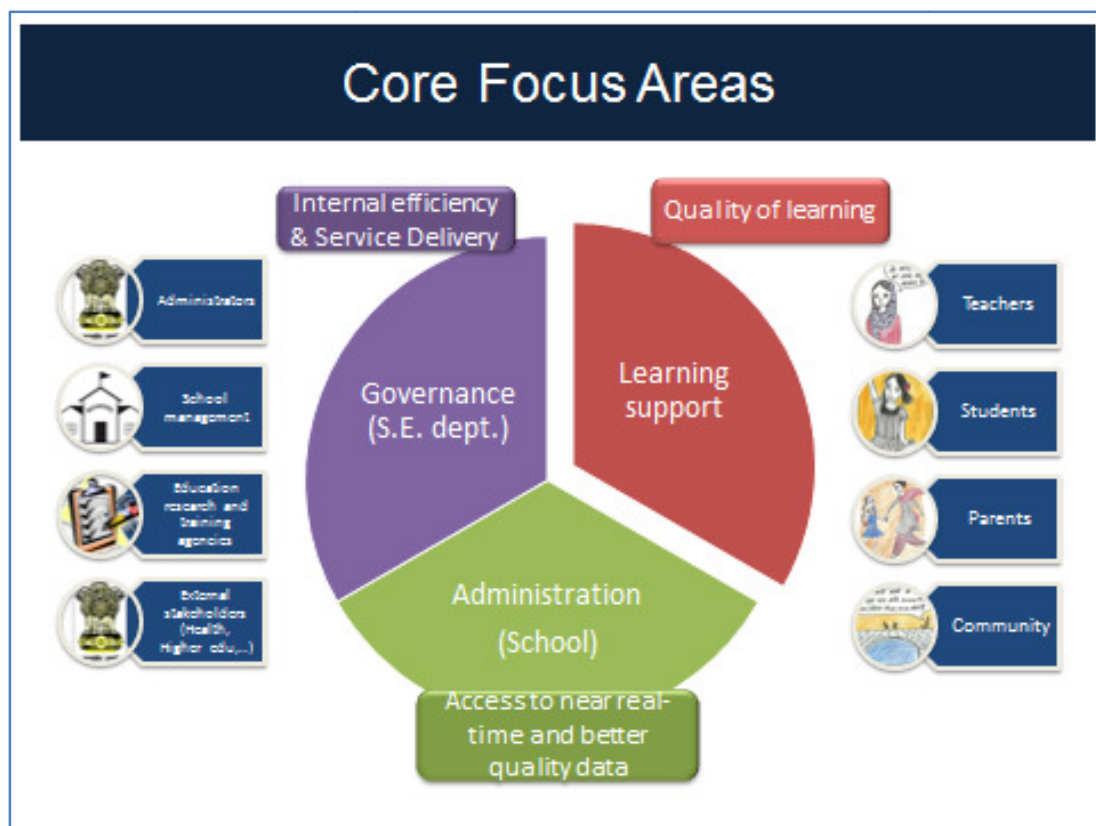 Core Focus Areas
Internal efficiency
& Service Delivery
Quality of learning
Administrators
School
management
Education
research and
training
agencies
External
stakeholders
(Health,
Higher edu,...)
Governance
(S.E. dept.)
Learning
support
Administration
(School)
Access to near real-
time and better
quality data
Teachers
Students
Parents
Community